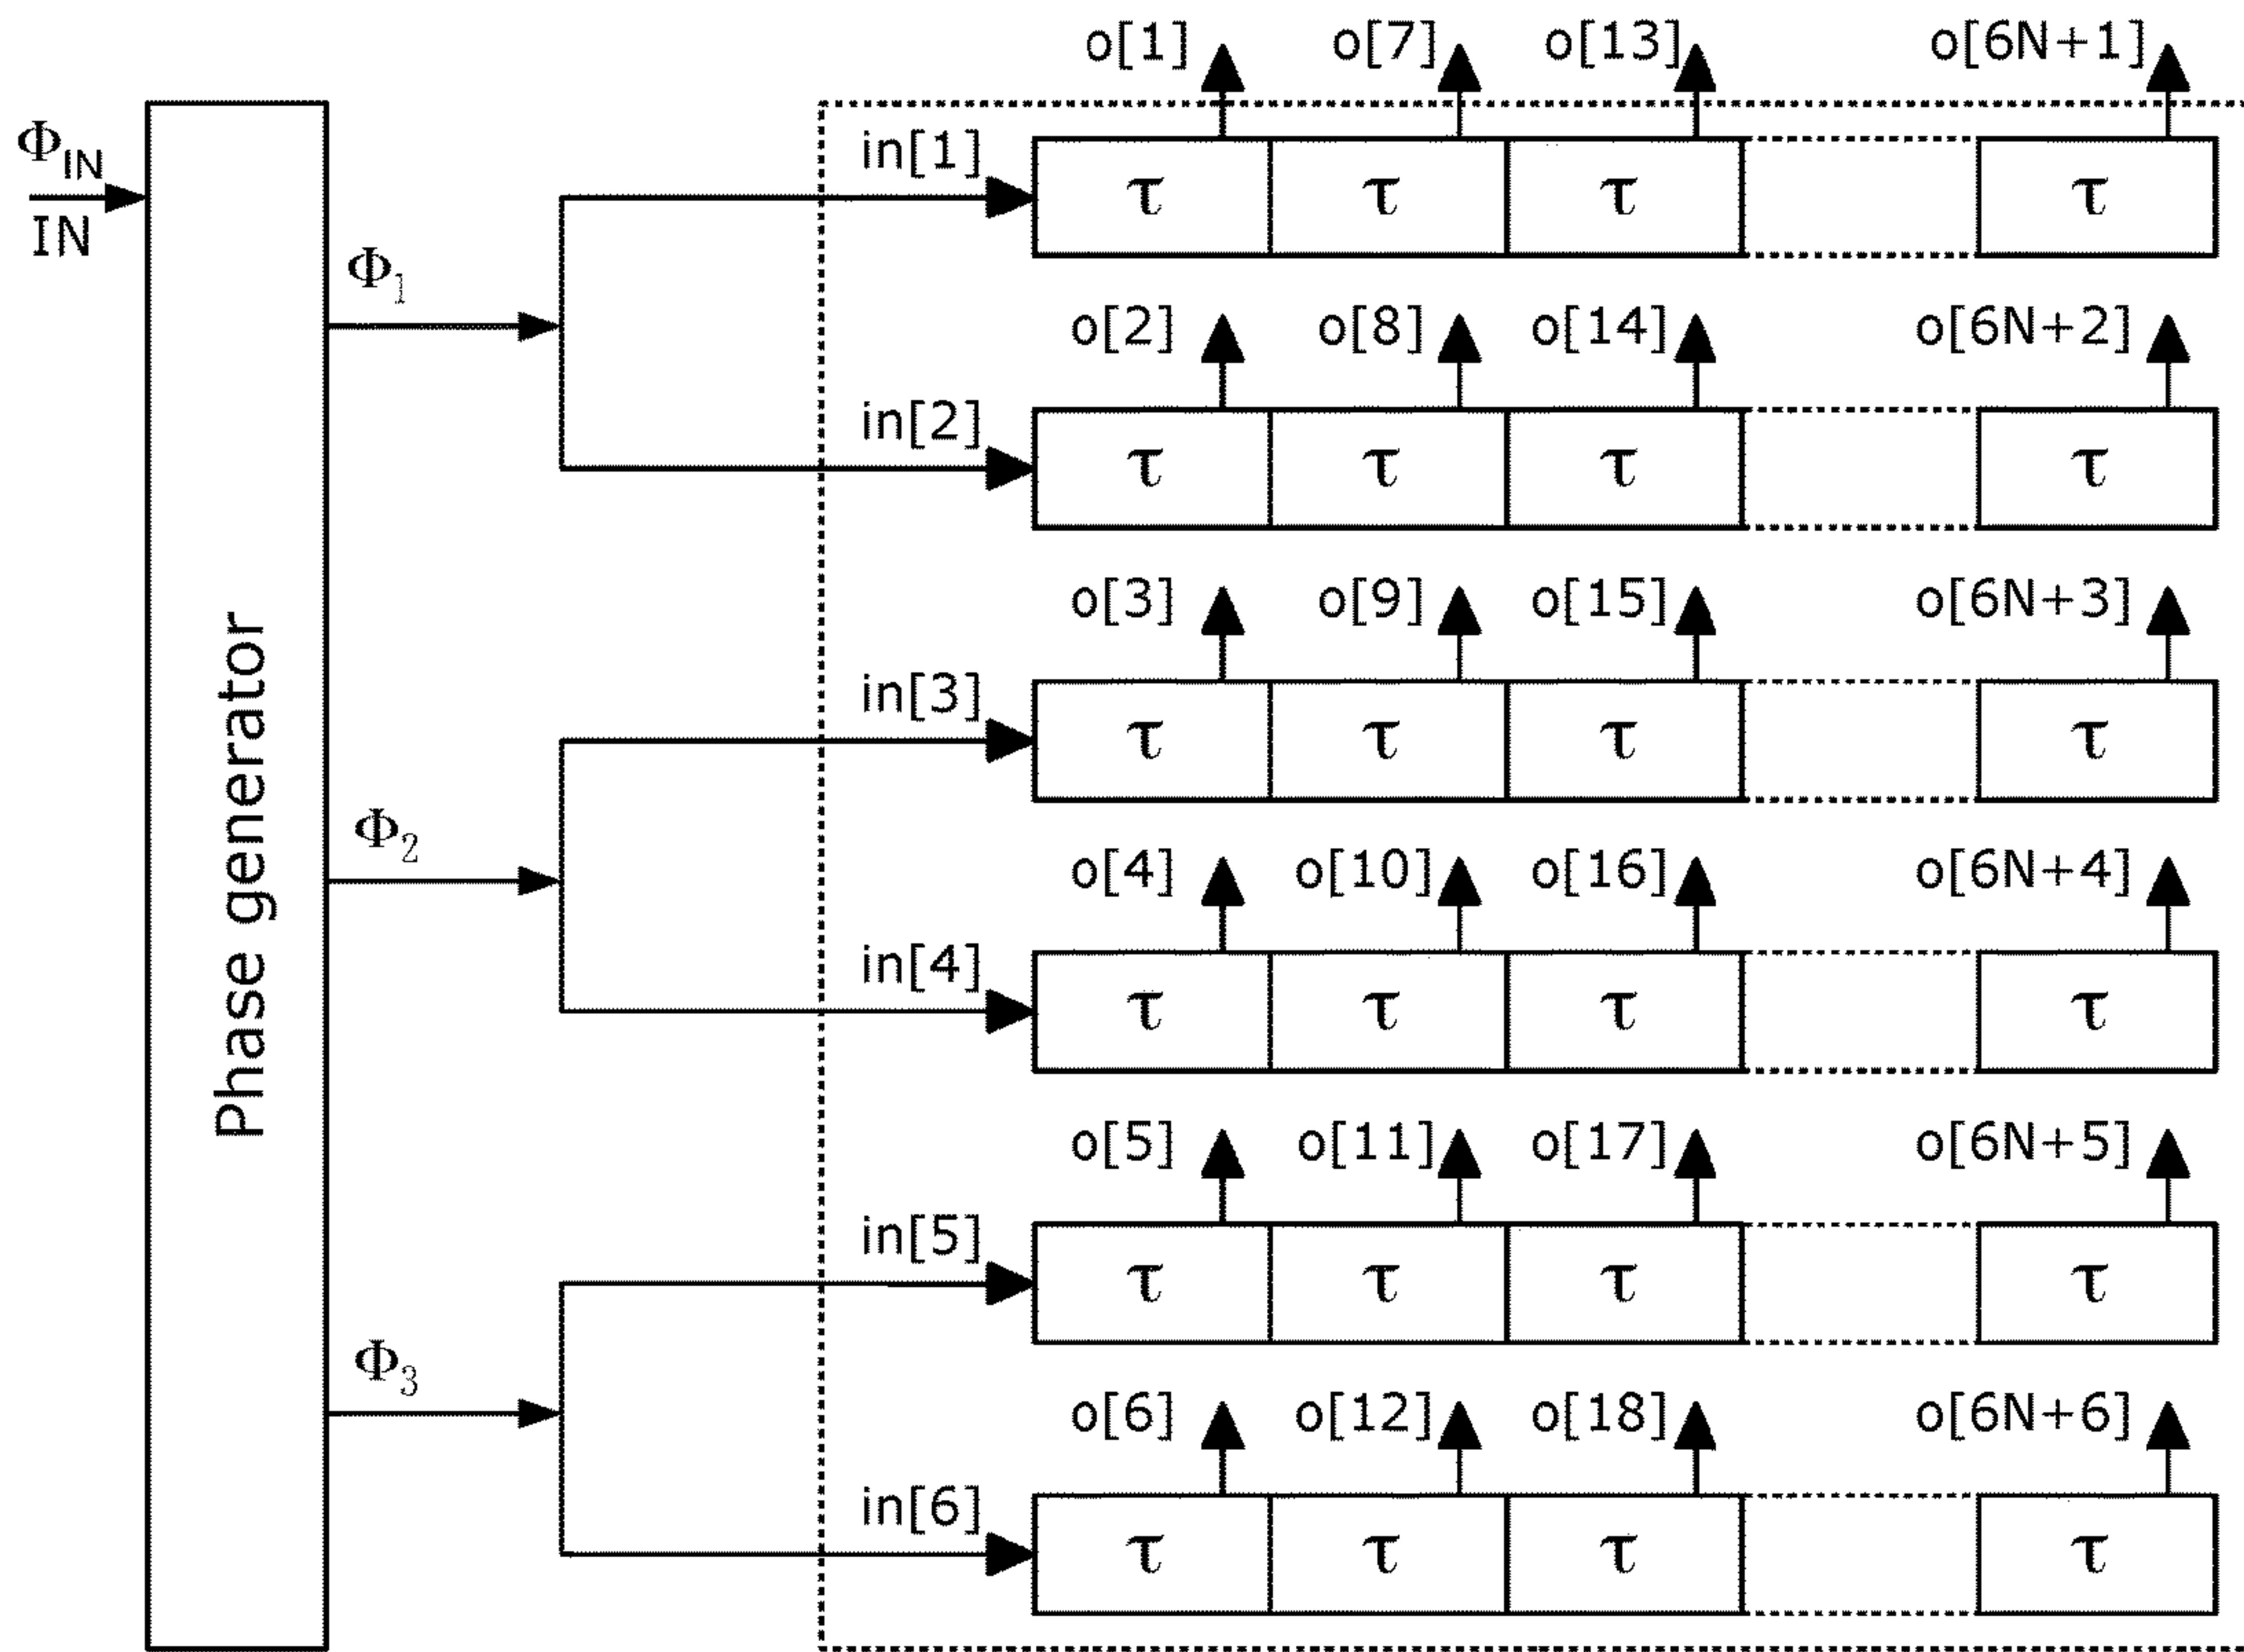 Φ_IN
IN
Phase generator
Φ₁
Φ₂
Φ₃
o[1] o[7] o[13] o[6N+1]
in[1]
τ τ τ τ
o[2] o[8] o[14] o[6N+2]
in[2]
τ τ τ τ
o[3] o[9] o[15] o[6N+3]
in[3]
τ τ τ τ
o[4] o[10] o[16] o[6N+4]
in[4]
τ τ τ τ
o[5] o[11] o[17] o[6N+5]
in[5]
τ τ τ τ
o[6] o[12] o[18] o[6N+6]
in[6]
τ τ τ τ